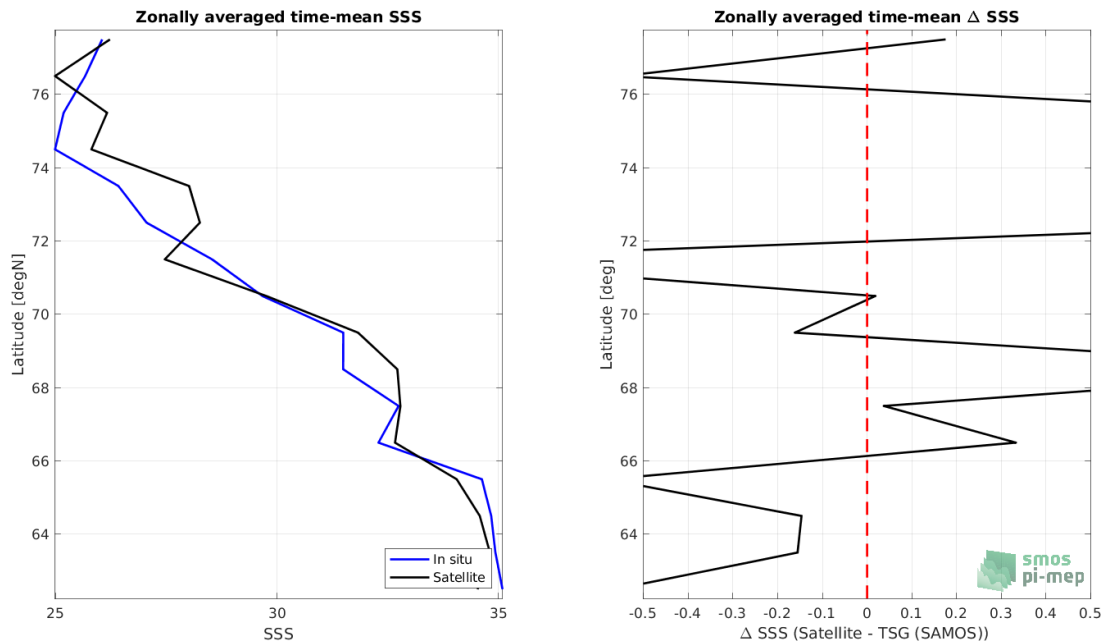 Zonally averaged time-mean SSS
76
74
72
70
68
66
64
Latitude [degN]
In situ
Satellite
25
30
35
SSS
Zonally averaged time-mean Δ SSS
76
74
72
70
68
66
64
Latitude [deg]
smos
pi-mep
-0.5
-0.4
-0.3
-0.2
-0.1
0
0.1
0.2
0.3
0.4
0.5
Δ SSS (Satellite - TSG (SAMOS))